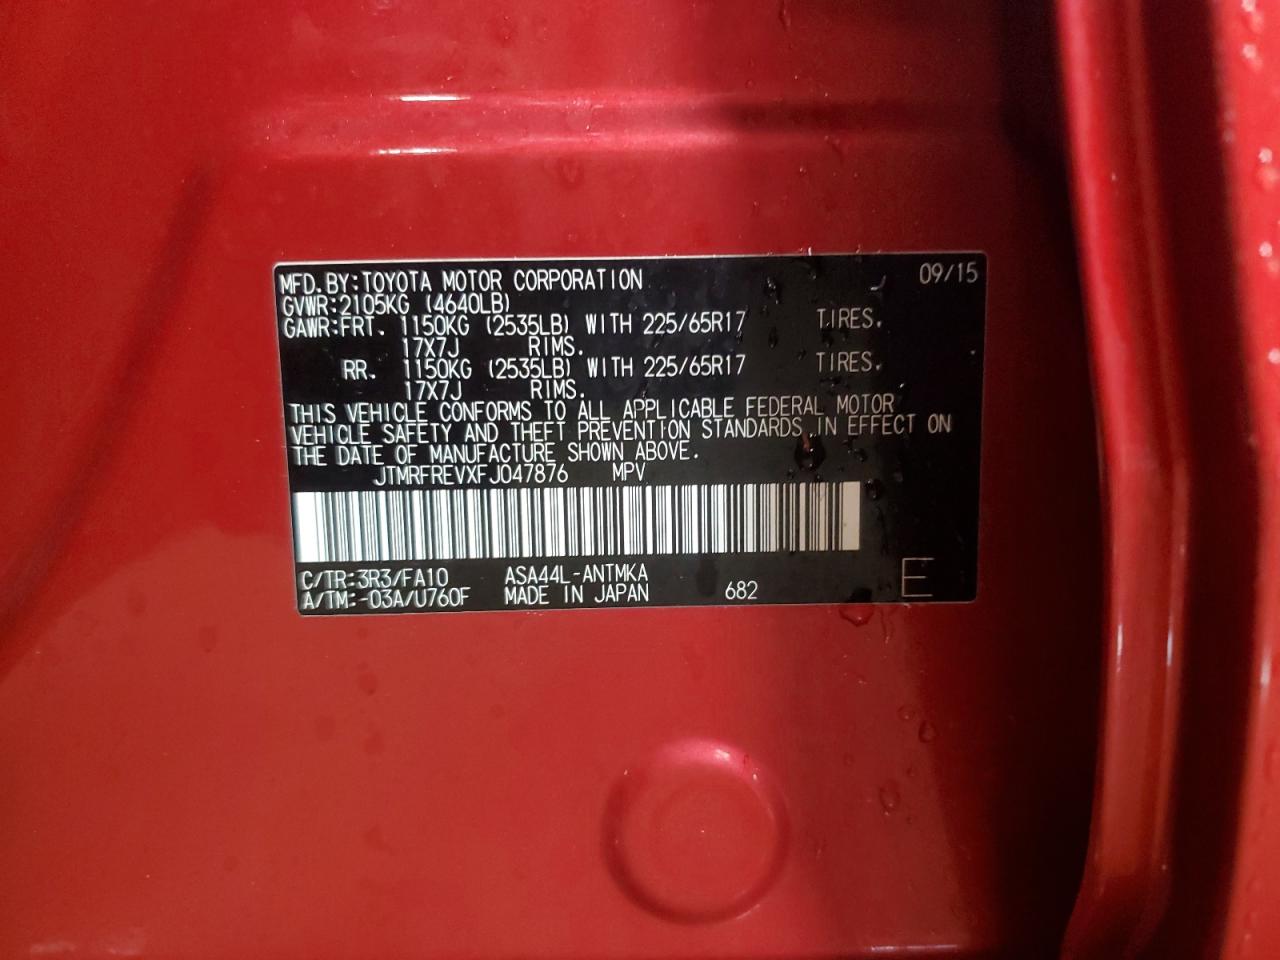 MFD.BY:TOYOTA MOTOR CORPORATION 09/15
GVWR:2105KG (4640LB)
GAWR:FRT. 1150KG (2535LB) WITH 225/65R17 TIRES.
17X7J RIMS.
RR. 1150KG (2535LB) WITH 225/65R17 TIRES.
17X7J RIMS.
THIS VEHICLE CONFORMS TO ALL APPLICABLE FEDERAL MOTOR
VEHICLE SAFETY AND THEFT PREVENTION STANDARDS IN EFFECT ON
THE DATE OF MANUFACTURE SHOWN ABOVE.
JTMRFREVXFJ047876 MPV
C/TR:3R3/FA10 ASA44L-ANTMKA
A/TM:-03A/U760F MADE IN JAPAN 682 E